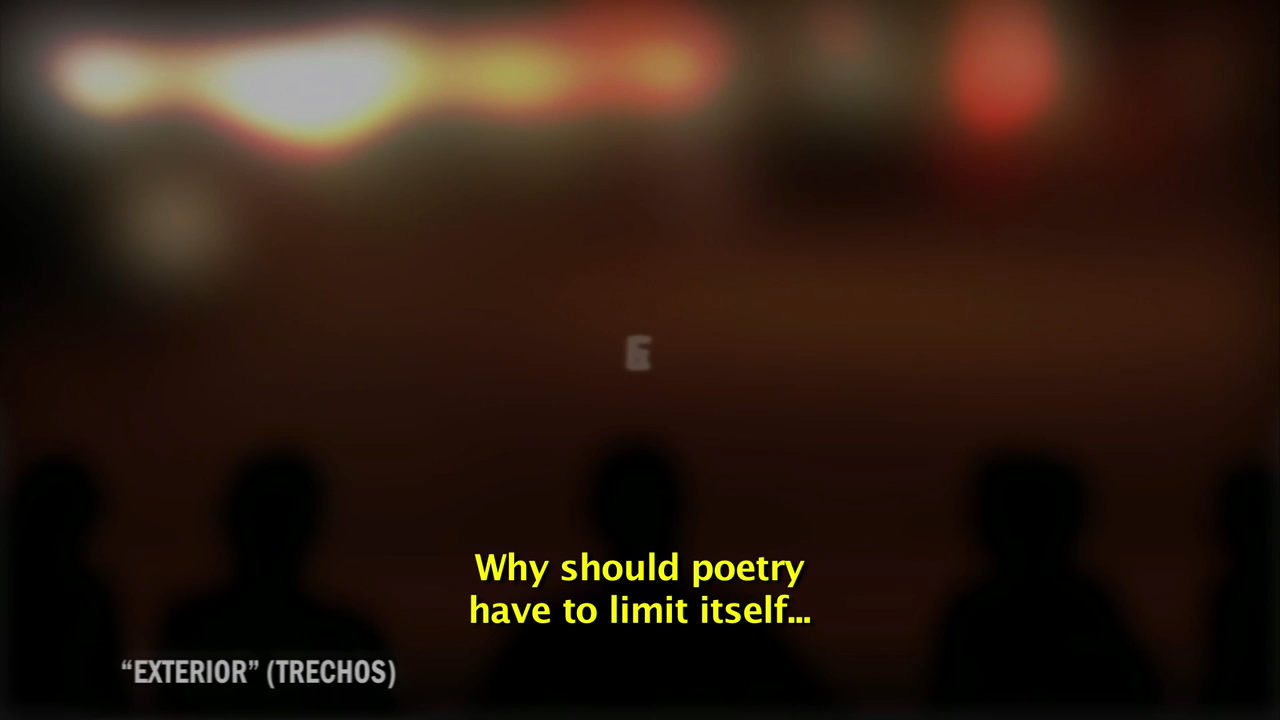 Why should poetry
have to limit itself...
“EXTERIOR” (TRECHOS)